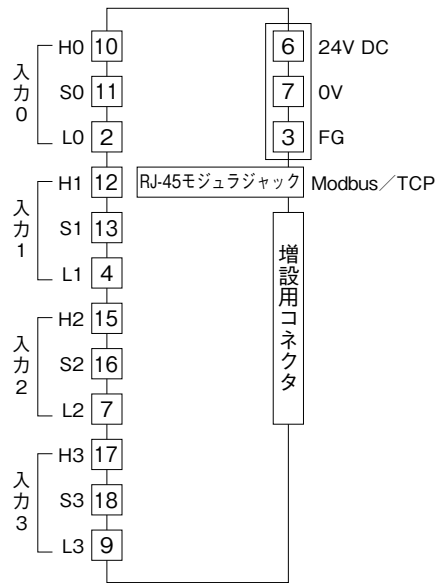 入力0
H0 10
S0 11
L0 2
入力1
H1 12
S1 13
L1 4
入力2
H2 15
S2 16
L2 7
入力3
H3 17
S3 18
L3 9
6 24V DC
7 0V
3 FG
RJ-45モジュラジャック Modbus／TCP
増設用コネクタ